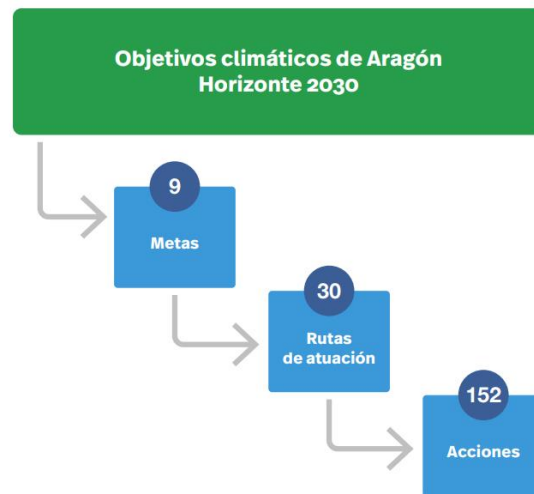 Objetivos climáticos de Aragón
Horizonte 2030
9
Metas
30
Rutas
de atuación
152
Acciones